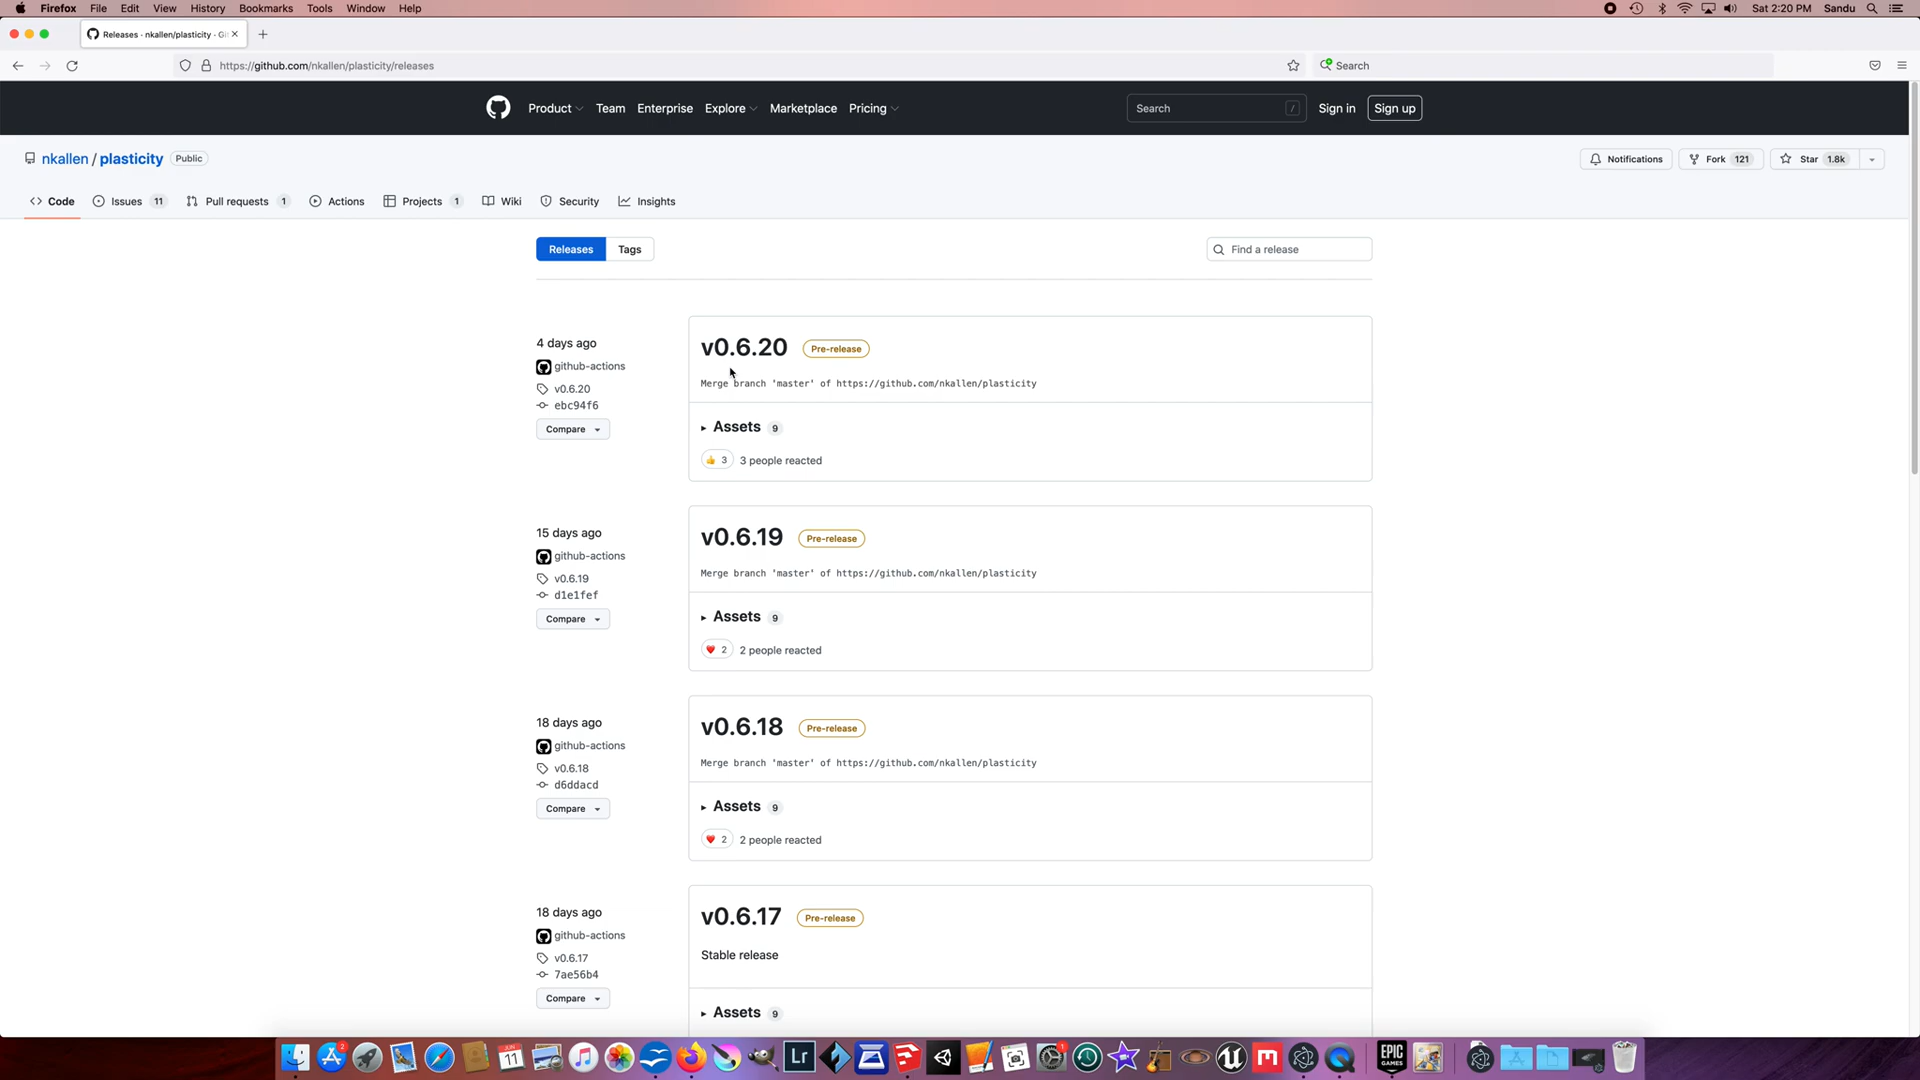 Firefox File Edit View History Bookmarks Tools Window Help Sat 2:20 PM Sandu
Releases · nkallen/plasticity · Gi
https://github.com/nkallen/plasticity/releases
Search
Product Team Enterprise Explore Marketplace Pricing Search / Sign in Sign up
nkallen / plasticity Public Notifications Fork 121 Star 1.8k
Code Issues 11 Pull requests 1 Actions Projects 1 Wiki Security Insights
Releases Tags Find a release
4 days ago
github-actions
v0.6.20
ebc94f6
Compare
v0.6.20 Pre-release
Merge branch 'master' of https://github.com/nkallen/plasticity
Assets 9
3 3 people reacted
15 days ago
github-actions
v0.6.19
d1e1fef
Compare
v0.6.19 Pre-release
Merge branch 'master' of https://github.com/nkallen/plasticity
Assets 9
2 2 people reacted
18 days ago
github-actions
v0.6.18
d6ddacd
Compare
v0.6.18 Pre-release
Merge branch 'master' of https://github.com/nkallen/plasticity
Assets 9
2 2 people reacted
18 days ago
github-actions
v0.6.17
7ae56b4
Compare
v0.6.17 Pre-release
Stable release
Assets 9
2 JUN 11 Lr 1 EPIC GAMES